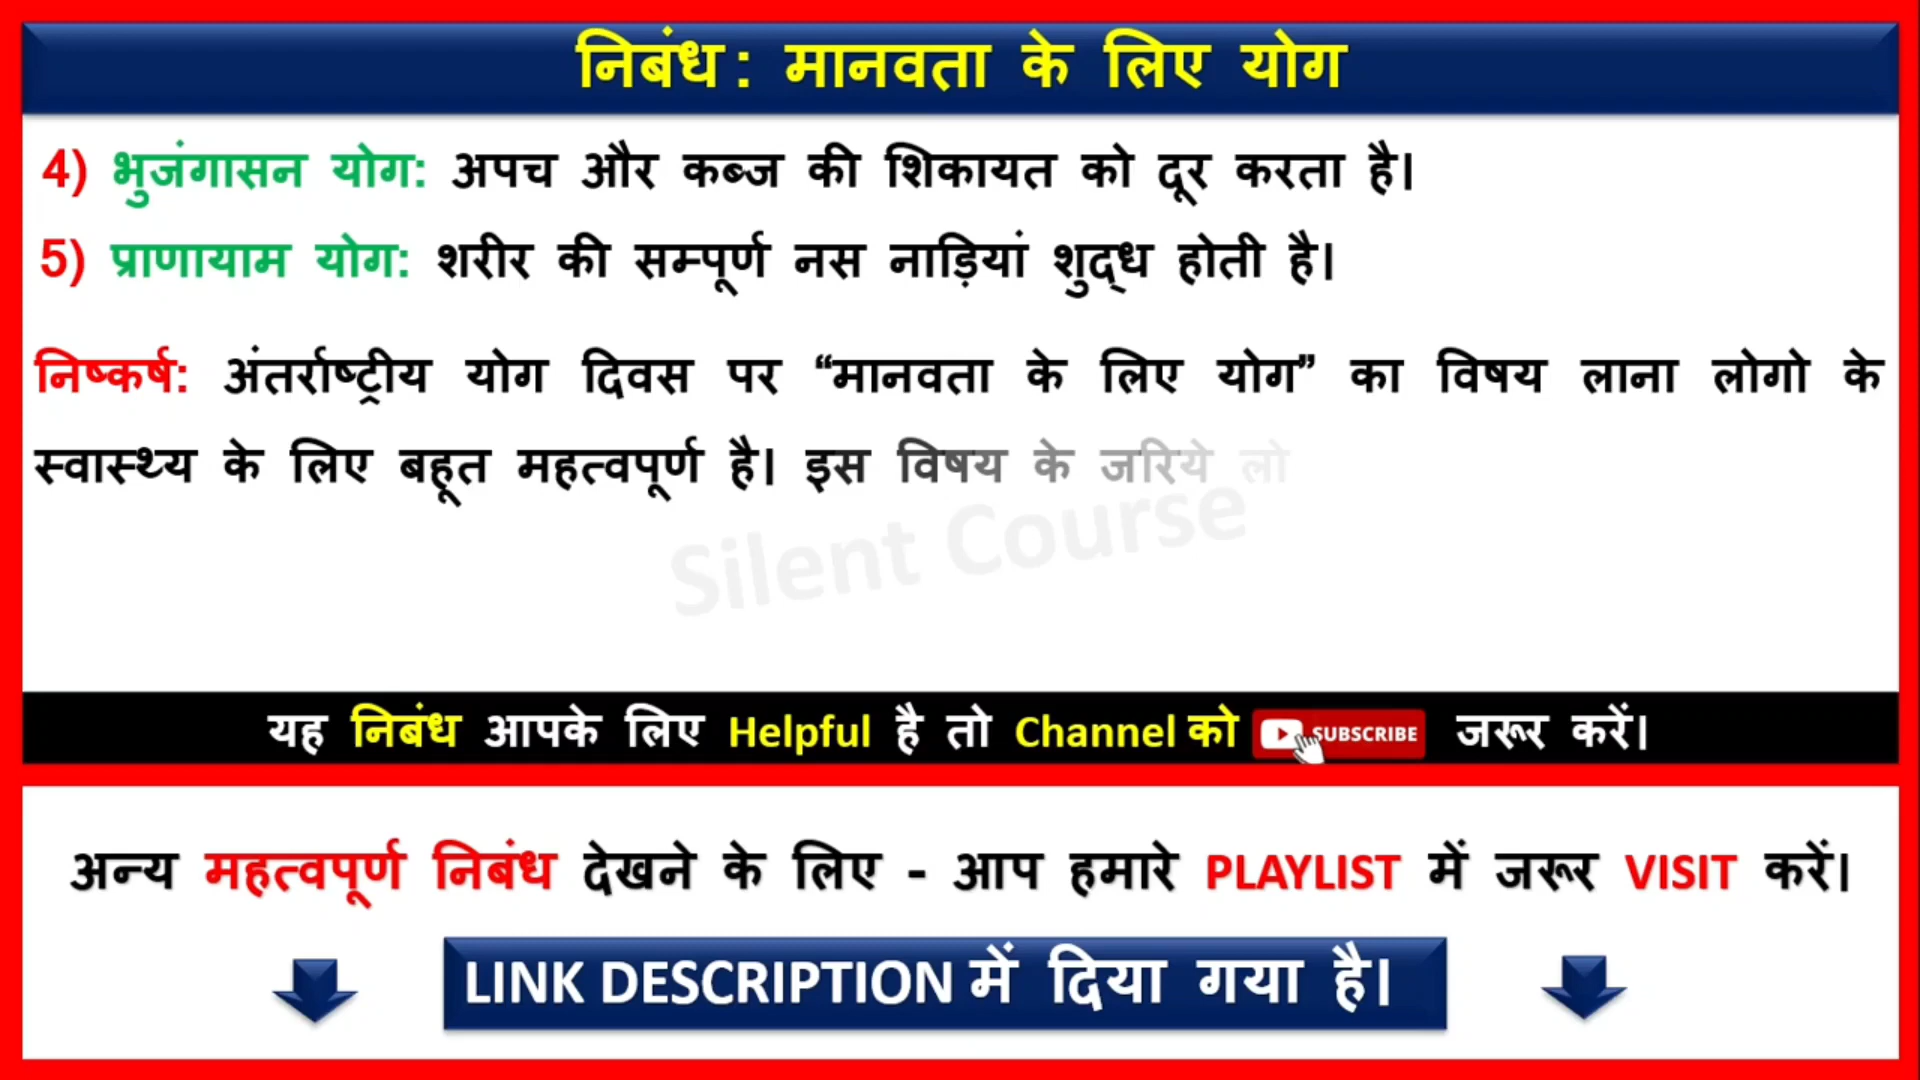 निबंध : मानवता के लिए योग
4) भुजंगासन योग: अपच और कब्ज की शिकायत को दूर करता है।
5) प्राणायाम योग: शरीर की सम्पूर्ण नस नाड़ियां शुद्ध होती है।
निष्कर्ष: अंतर्राष्ट्रीय योग दिवस पर “मानवता के लिए योग” का विषय लाना लोगो के
स्वास्थ्य के लिए बहूत महत्वपूर्ण है। इस विषय के जरिये लो
Silent Course
यह निबंध आपके लिए Helpful है तो Channel को SUBSCRIBE जरूर करें।
अन्य महत्वपूर्ण निबंध देखने के लिए - आप हमारे PLAYLIST में जरूर VISIT करें।
LINK DESCRIPTION में दिया गया है।